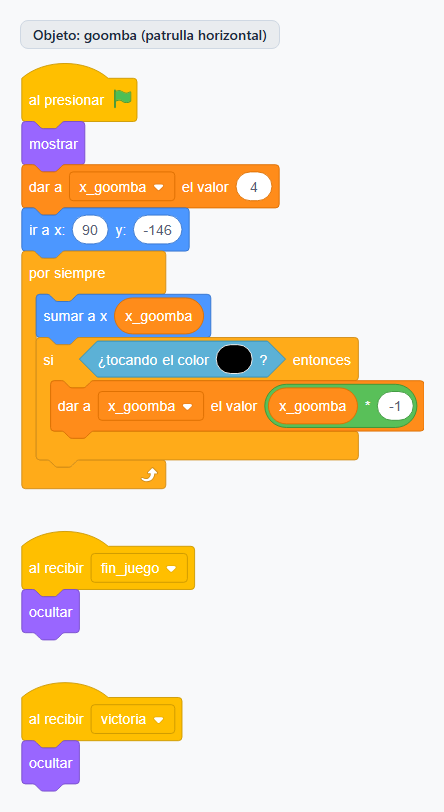 Objeto: goomba (patrulla horizontal)
al presionar
mostrar
dar a x_goomba el valor 4
ir a x: 90 y: -146
por siempre
sumar a x x_goomba
si ¿tocando el color ? entonces
dar a x_goomba el valor x_goomba * -1
al recibir fin_juego
ocultar
al recibir victoria
ocultar